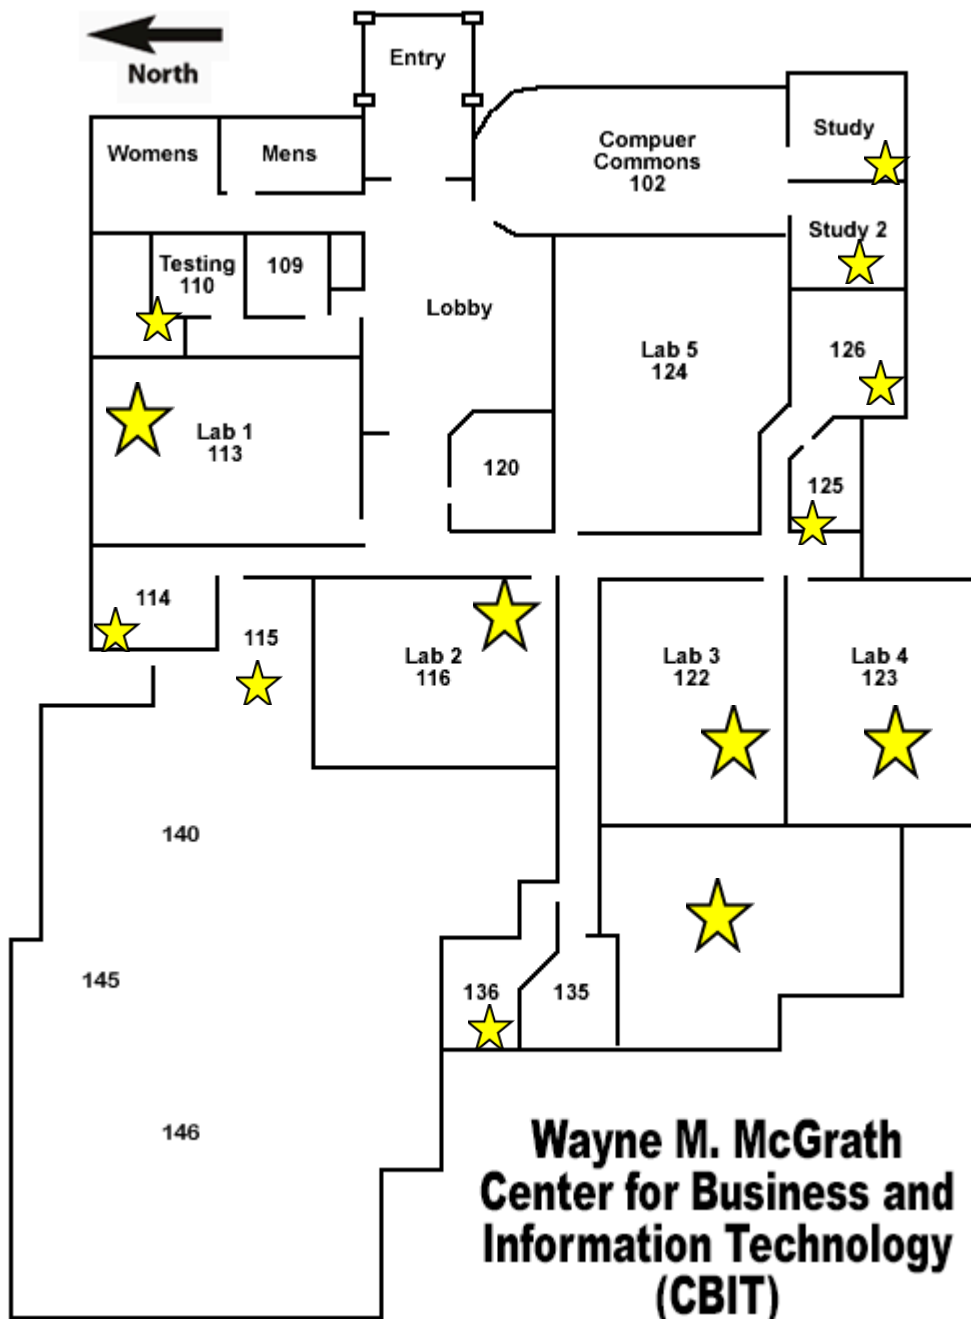 North
Entry
Womens
Mens
Compuer
Commons
102
Study
Study 2
Testing
110
109
Lobby
Lab 5
124
126
Lab 1
113
120
125
114
115
Lab 2
116
Lab 3
122
Lab 4
123
140
145
136
135
146
Wayne M. McGrath
Center for Business and
Information Technology
(CBIT)